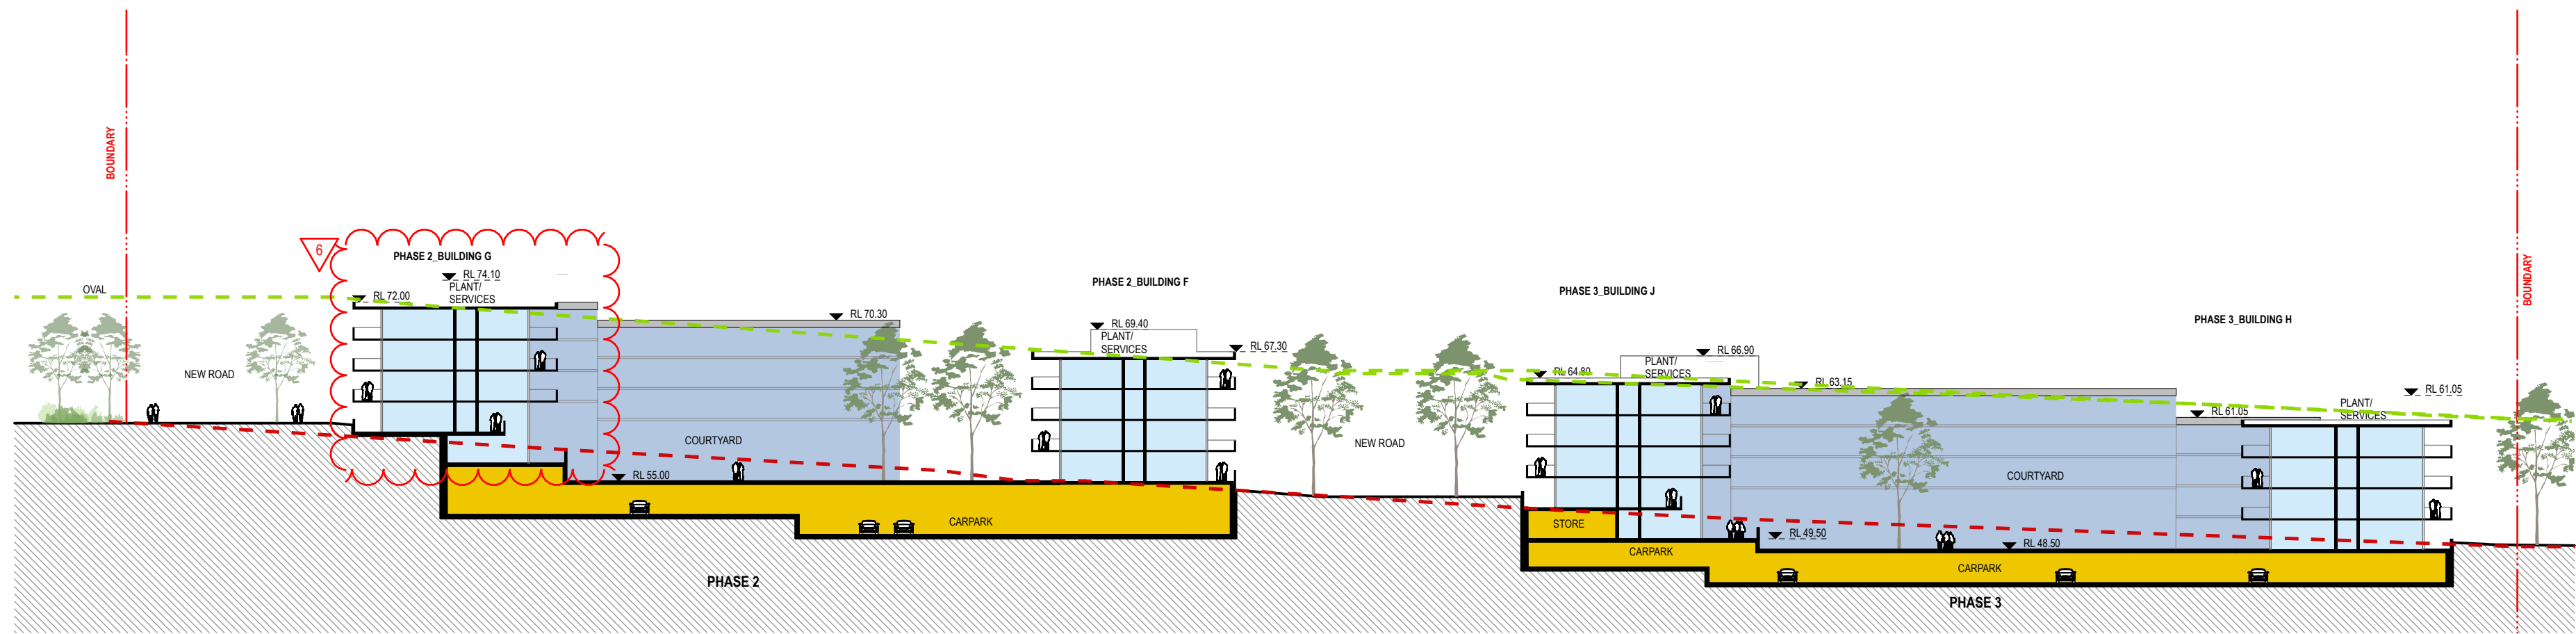 BOUNDARY
OVAL
NEW ROAD
6
PHASE 2_BUILDING G
RL 74.10
PLANT/
SERVICES
RL 72.00
RL 70.30
COURTYARD
RL 55.00
PHASE 2_BUILDING F
RL 69.40
PLANT/
SERVICES
RL 67.30
CARPARK
PHASE 2
NEW ROAD
PHASE 3_BUILDING J
RL 66.90
PLANT/
SERVICES
RL 64.80
RL 63.15
STORE
CARPARK
RL 49.50
COURTYARD
RL 48.50
CARPARK
PHASE 3
PHASE 3_BUILDING H
RL 61.05
PLANT/
SERVICES
RL 61.05
BOUNDARY